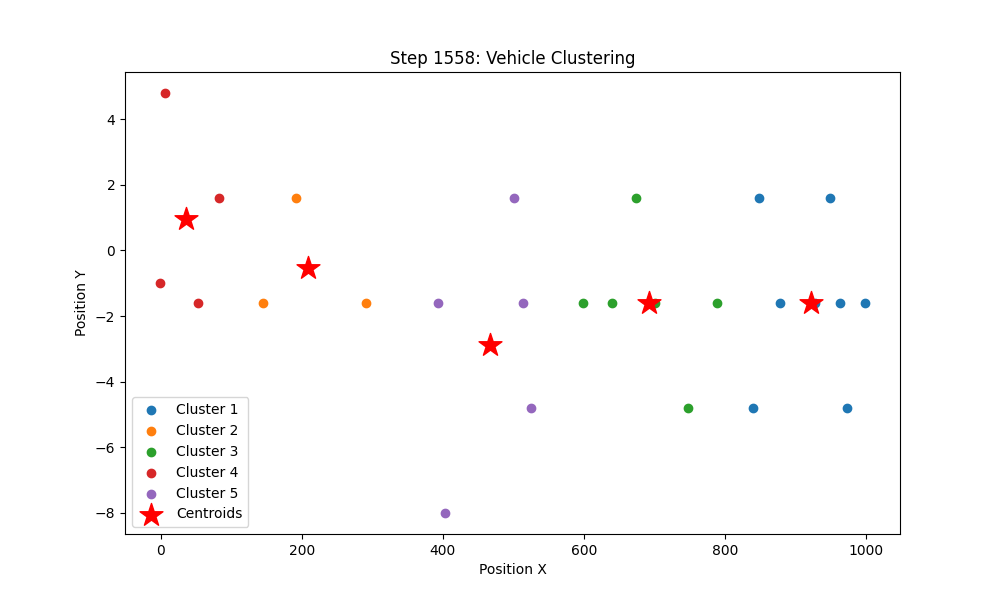 Step 1558: Vehicle Clustering
Position Y
4
2
0
−2
−4
−6
−8
Cluster 1
Cluster 2
Cluster 3
Cluster 4
Cluster 5
Centroids
0 200 400 600 800 1000
Position X